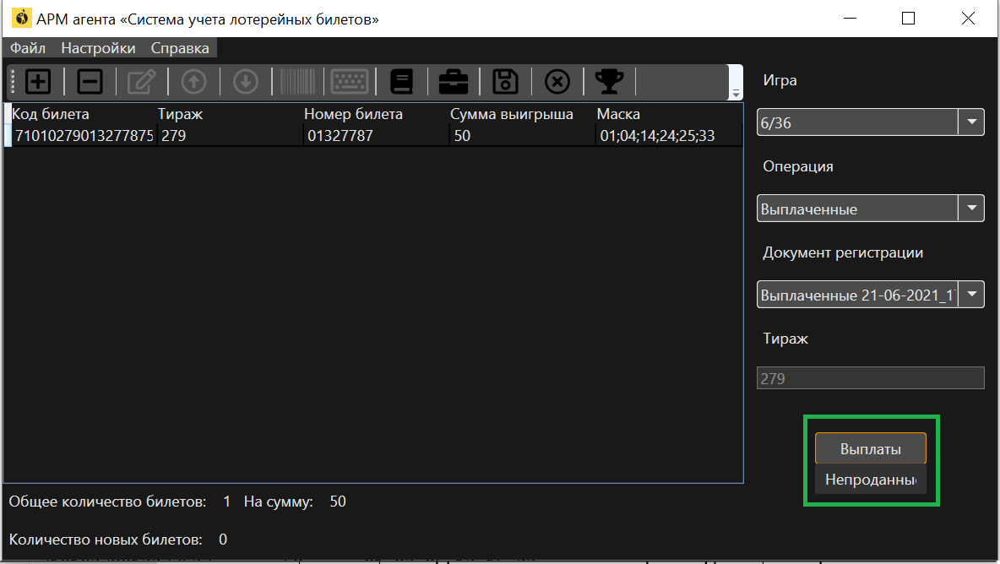 АРМ агента «Система учета лотерейных билетов»
Файл Настройки Справка
Код билета Тираж Номер билета Сумма выигрыша Маска
71010279013277875 279 01327787 50 01;04;14;24;25;33
Игра
6/36
Операция
Выплаченные
Документ регистрации
Выплаченные 21-06-2021_1
Тираж
279
Выплаты
Непроданны
Общее количество билетов: 1 На сумму: 50
Количество новых билетов: 0